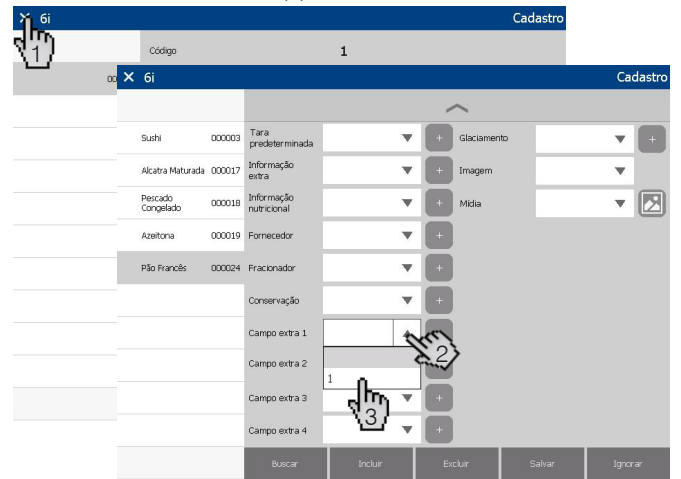 6i Cadastro
1
Código 1
00
6i Cadastro
Sushi 000003 Tara predeterminada + Glaciamento +
Alcatra Maturada 000017 Informação extra + Imagem
Pescado Congelado 000018 Informação nutricional + Mídia
Azeitona 000019 Fornecedor +
Pão Francês 000024 Fracionador +
Conservação +
Campo extra 1
2
Campo extra 2
1
Campo extra 3 +
3
Campo extra 4 +
Buscar Incluir Excluir Salvar Ignorar